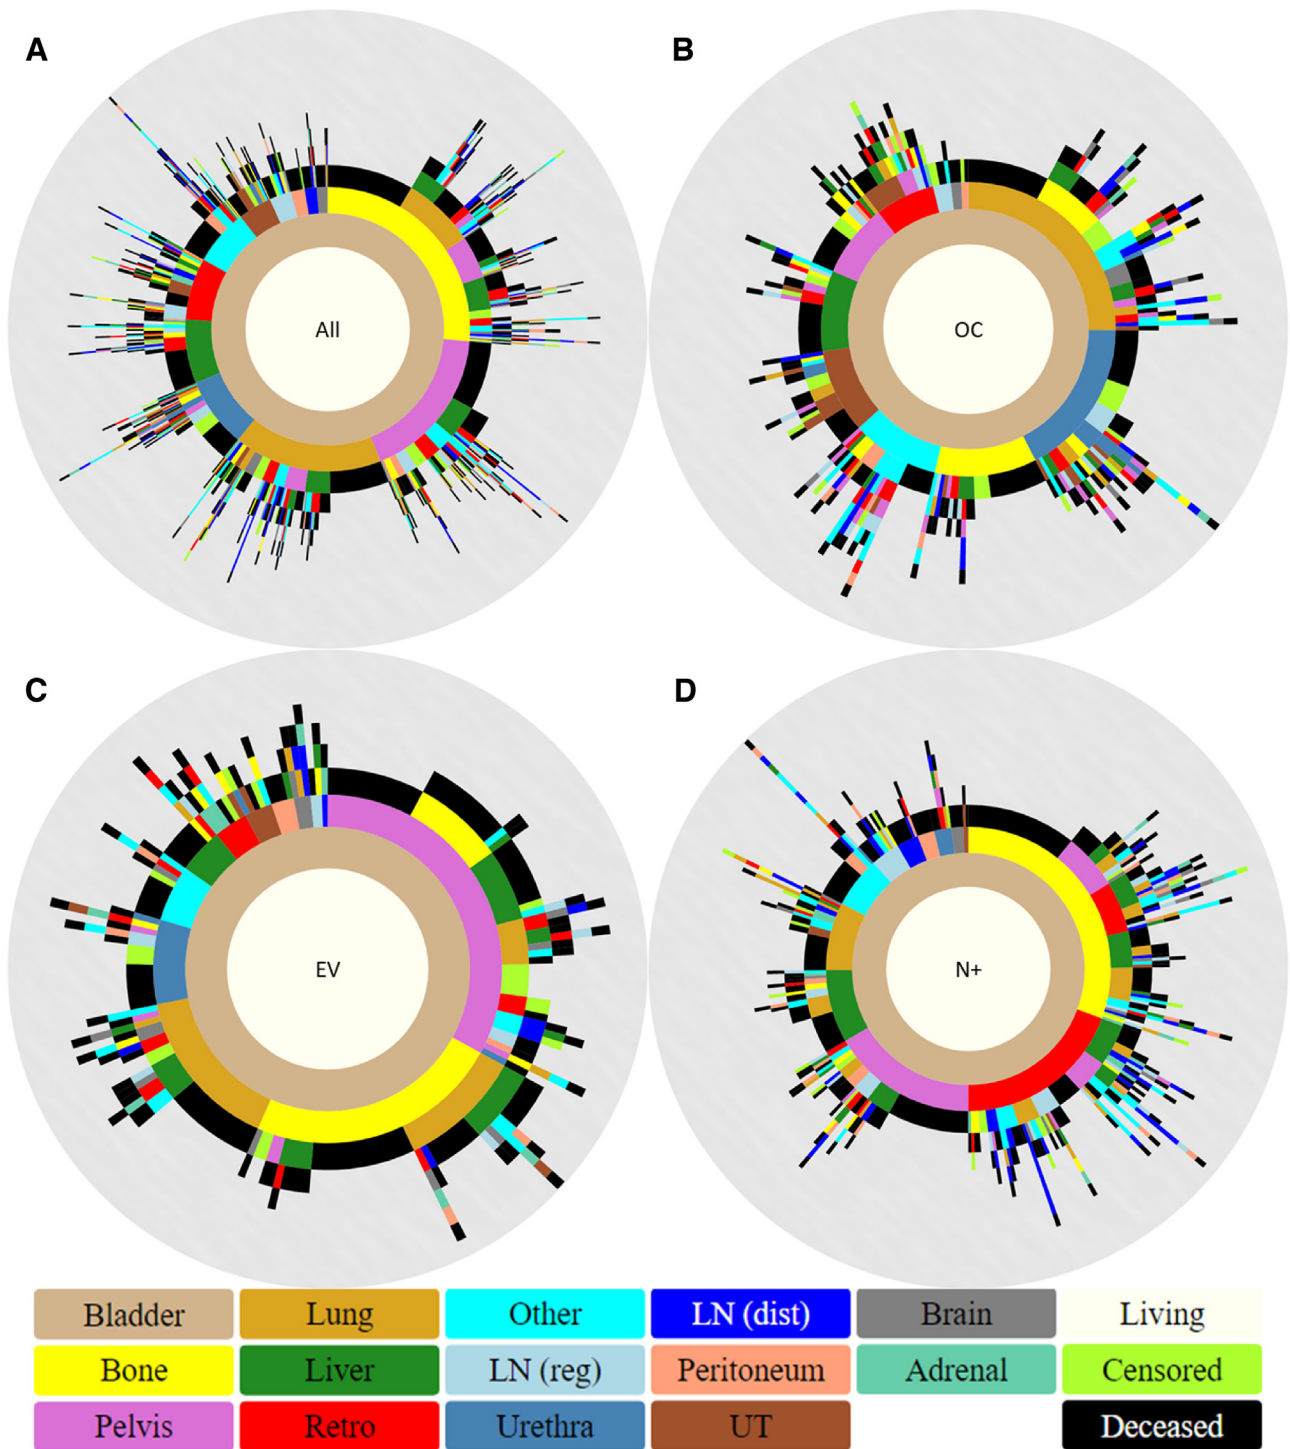 A
B
All
OC
C
D
EV
N+
Bladder Lung Other LN (dist) Brain Living
Bone Liver LN (reg) Peritoneum Adrenal Censored
Pelvis Retro Urethra UT Deceased